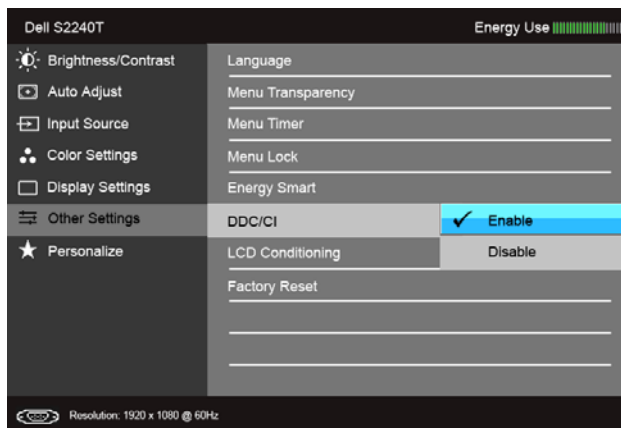 Dell S2240T
Energy Use
Brightness/Contrast
Auto Adjust
Input Source
Color Settings
Display Settings
Other Settings
Personalize
Language
Menu Transparency
Menu Timer
Menu Lock
Energy Smart
DDC/CI
Enable
Disable
LCD Conditioning
Factory Reset
Resolution: 1920 x 1080 @ 60Hz